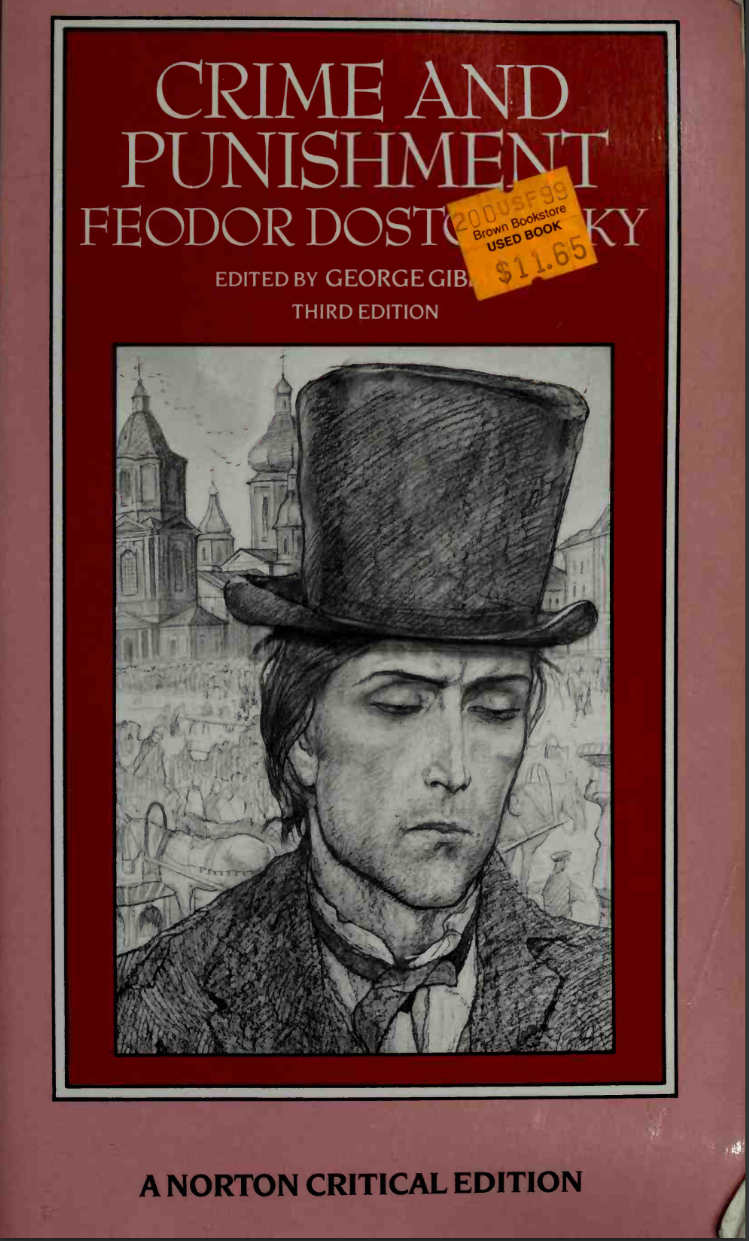 CRIME AND
PUNISHMENT
FEODOR DOST KY
EDITED BY GEORGE GIB
THIRD EDITION
200USF99
Brown Bookstore
USED BOOK
$11.65
A NORTON CRITICAL EDITION